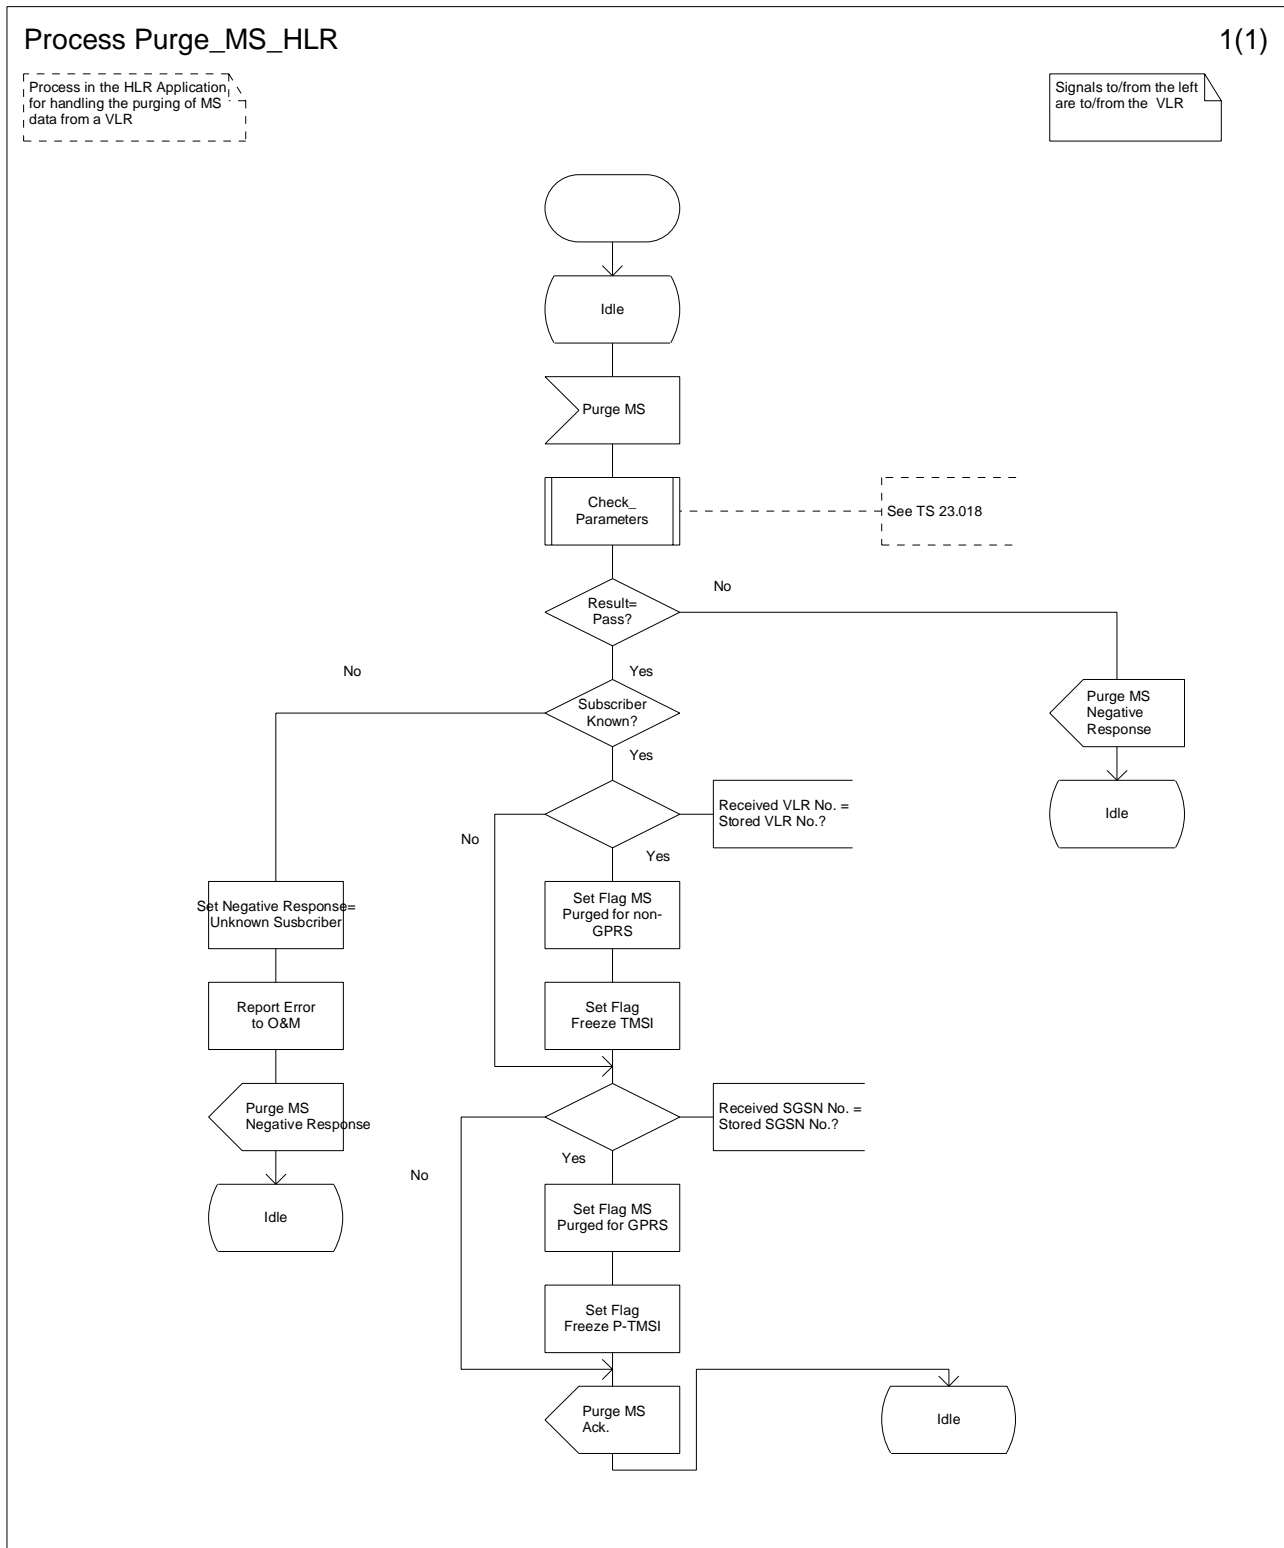 Process Purge_MS_HLR
1(1)
Process in the HLR Application
for handling the purging of MS
data from a VLR
Signals to/from the left
are to/from the VLR
Idle
Purge MS
Check_
Parameters
See TS 23.018
Result=
Pass?
No
Yes
No
Subscriber
Known?
Yes
Purge MS
Negative
Response
Idle
Received VLR No. =
Stored VLR No.?
No
Yes
Set Negative Response=
Unknown Susbcriber
Set Flag MS
Purged for non-
GPRS
Report Error
to O&M
Set Flag
Freeze TMSI
Purge MS
Negative Response
Received SGSN No. =
Stored SGSN No.?
Yes
No
Idle
Set Flag MS
Purged for GPRS
Set Flag
Freeze P-TMSI
Purge MS
Ack.
Idle